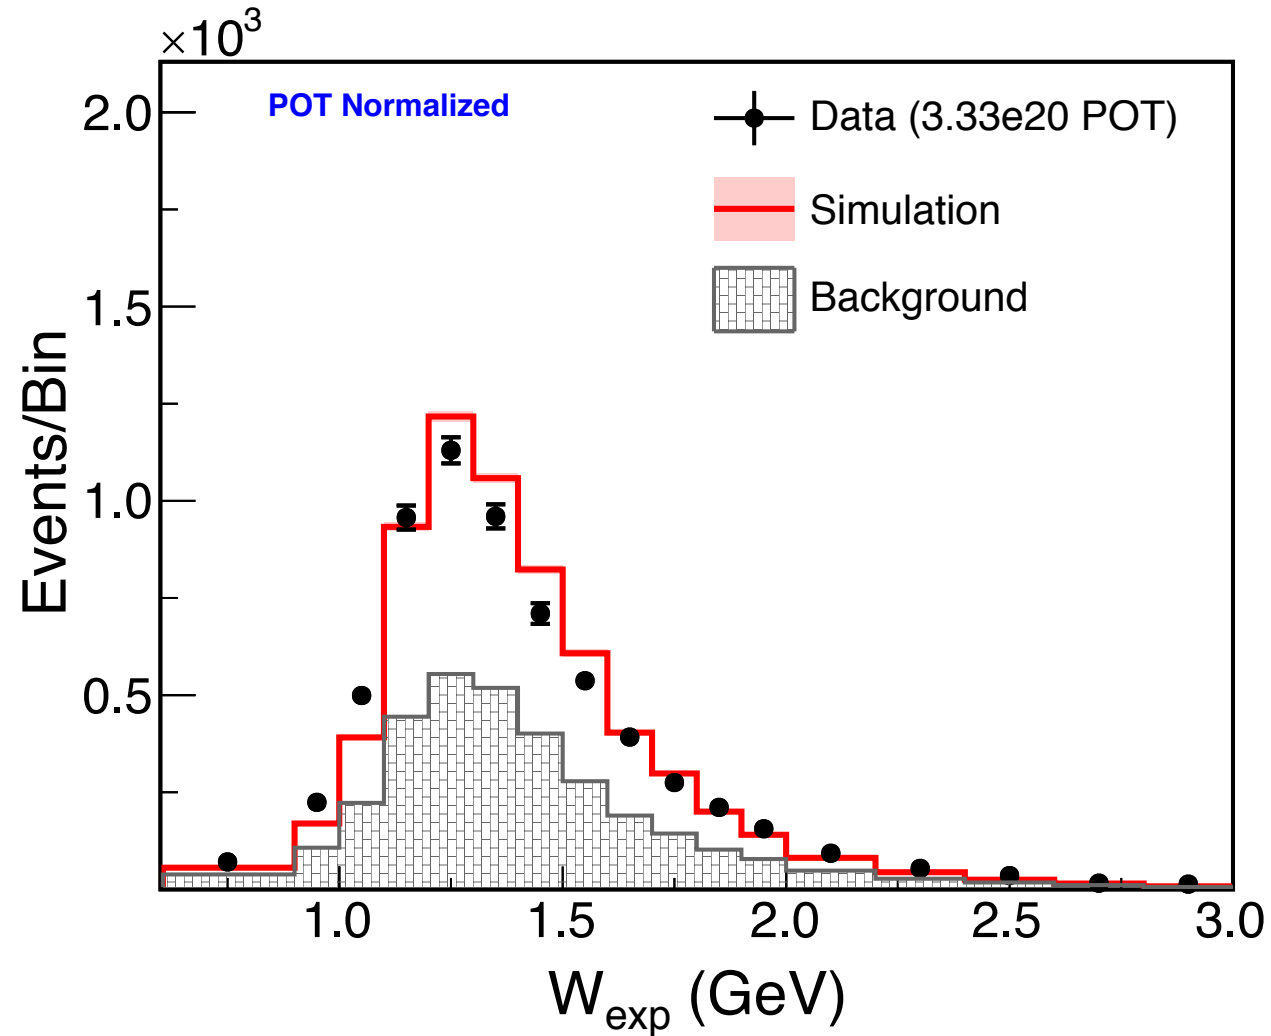 ×10³
POT Normalized
Data (3.33e20 POT)
Simulation
Background
2.0
1.5
1.0
0.5
Events/Bin
1.0 1.5 2.0 2.5 3.0
W_exp (GeV)